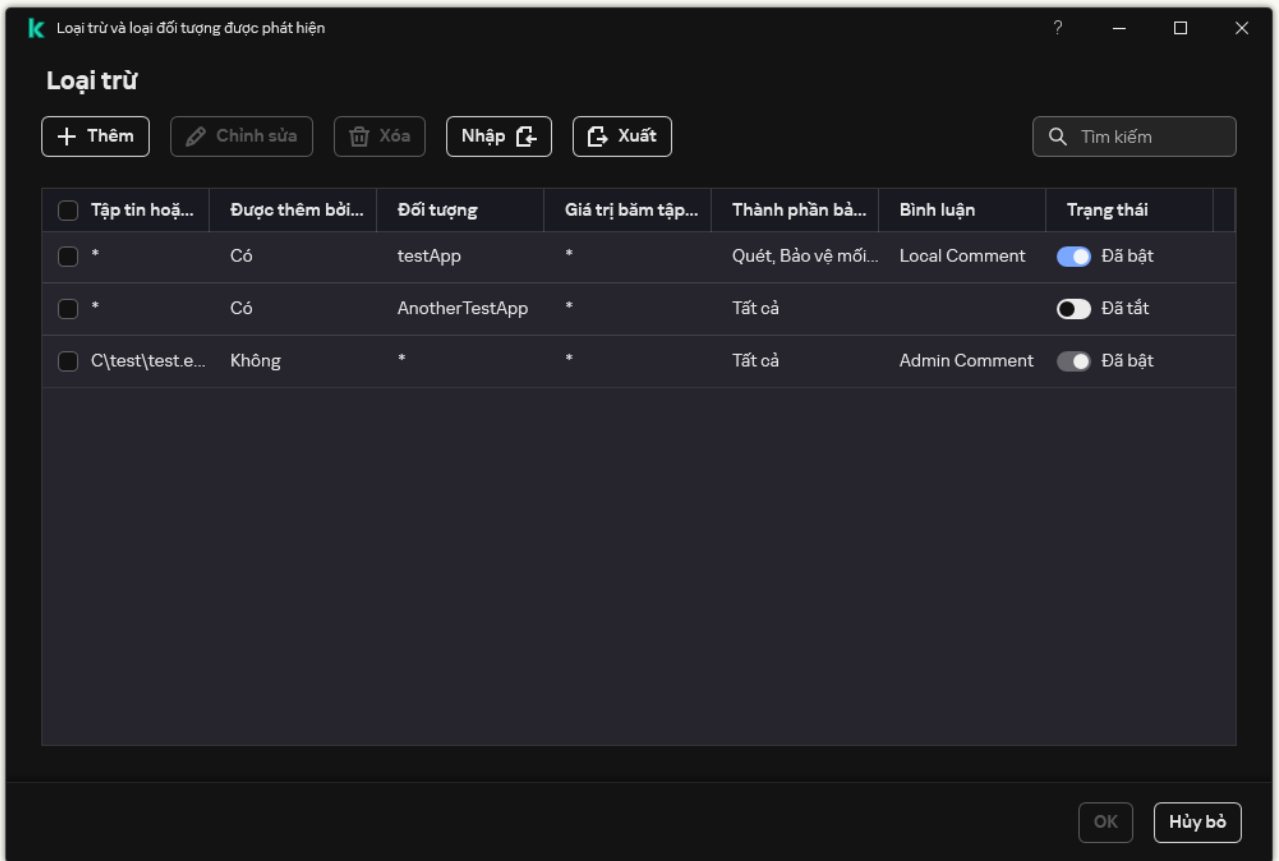 Loại trừ và loại đối tượng được phát hiện
?
Loại trừ
Thêm Chỉnh sửa Xóa Nhập Xuất Tìm kiếm
Tập tin hoặ... Được thêm bởi... Đối tượng Giá trị băm tập... Thành phần bả... Bình luận Trạng thái
* Có testApp * Quét, Bảo vệ mối... Local Comment Đã bật
* Có AnotherTestApp * Tất cả Đã tắt
C\test\test.e... Không * * Tất cả Admin Comment Đã bật
OK Hủy bỏ